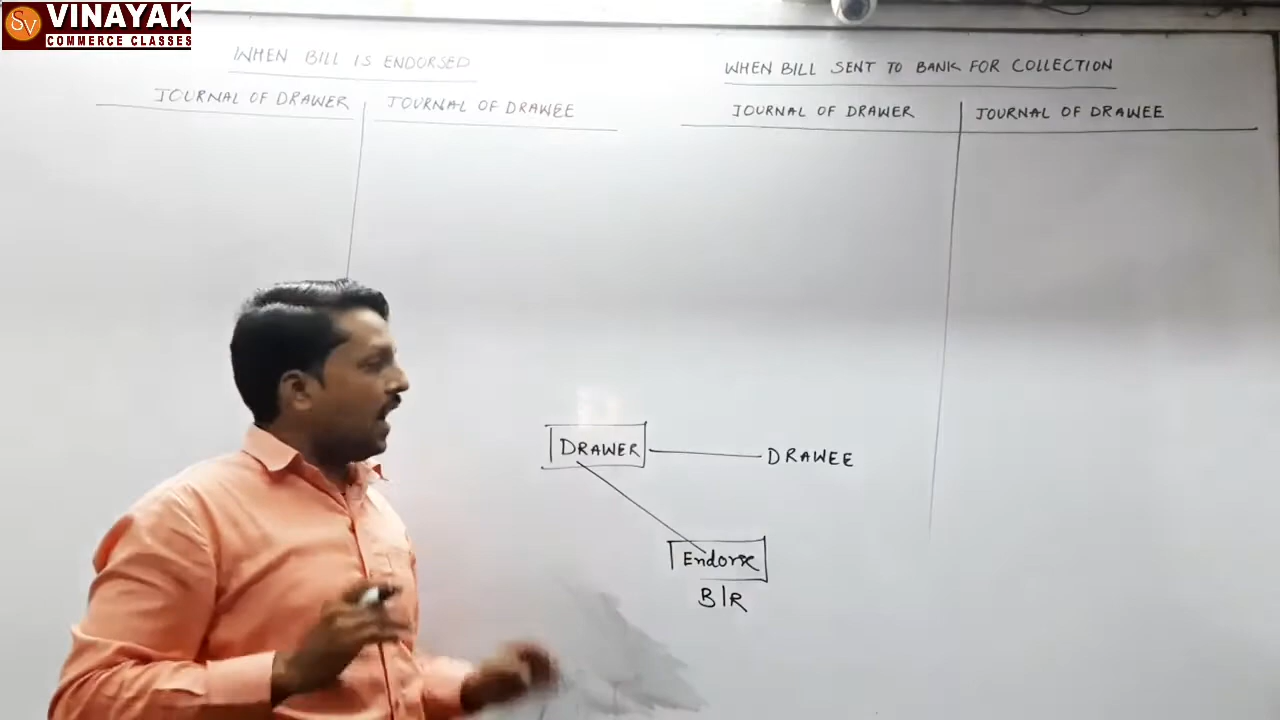 SV VINAYAK
COMMERCE CLASSES
WHEN BILL IS ENDORSED
JOURNAL OF DRAWER
JOURNAL OF DRAWEE
WHEN BILL SENT TO BANK FOR COLLECTION
JOURNAL OF DRAWER
JOURNAL OF DRAWEE
DRAWER
DRAWEE
Endorse
B/R